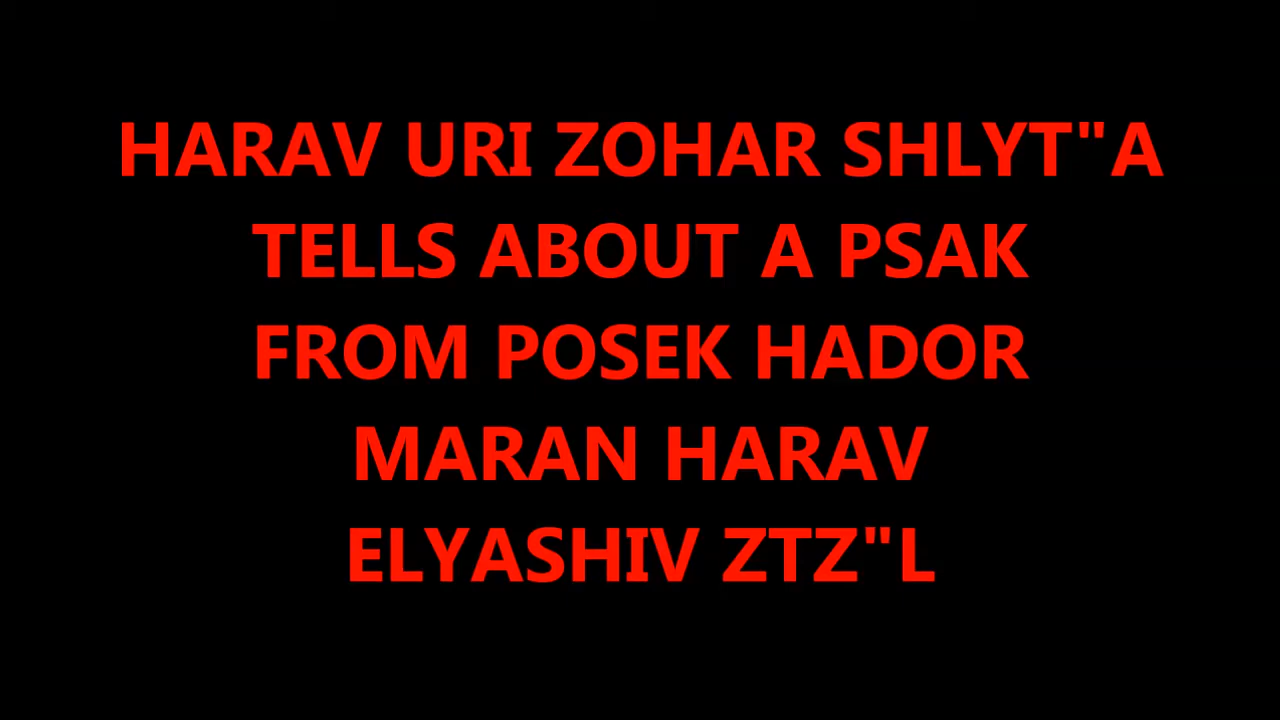 HARAV URI ZOHAR SHLYT"A
TELLS ABOUT A PSAK
FROM POSEK HADOR
MARAN HARAV
ELYASHIV ZTZ"L